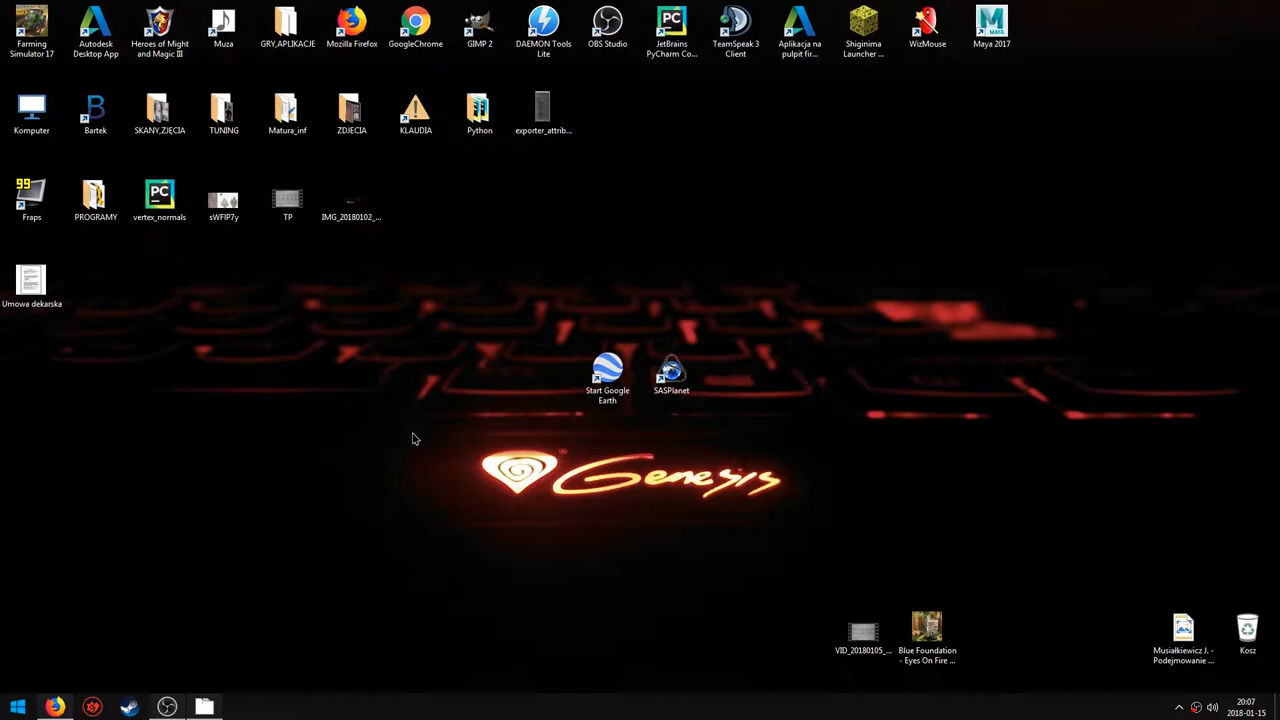 Farming
Simulator 17
Autodesk
Desktop App
Heroes of Might
and Magic III
Muza
GRY,APLIKACJE
Mozilla Firefox
GoogleChrome
GIMP 2
DAEMON Tools
Lite
OBS Studio
JetBrains
PyCharm Co...
TeamSpeak 3
Client
Aplikacja na
pulpit fir...
Shiginima
Launcher ...
WizMouse
Maya 2017
Komputer
Bartek
SKANY,ZJĘCIA
TUNING
Matura_inf
ZDJECIA
KLAUDIA
Python
exporter_attrib...
99
Fraps
PROGRAMY
vertex_normals
sWFIP7y
TP
IMG_20180102_...
Umowa dekarska
Start Google
Earth
SASPlanet
Genesis
VID_20180105_...
Blue Foundation
- Eyes On Fire ...
Musiałkiewicz J. -
Podejmowanie ...
Kosz
20:07
2018-01-15